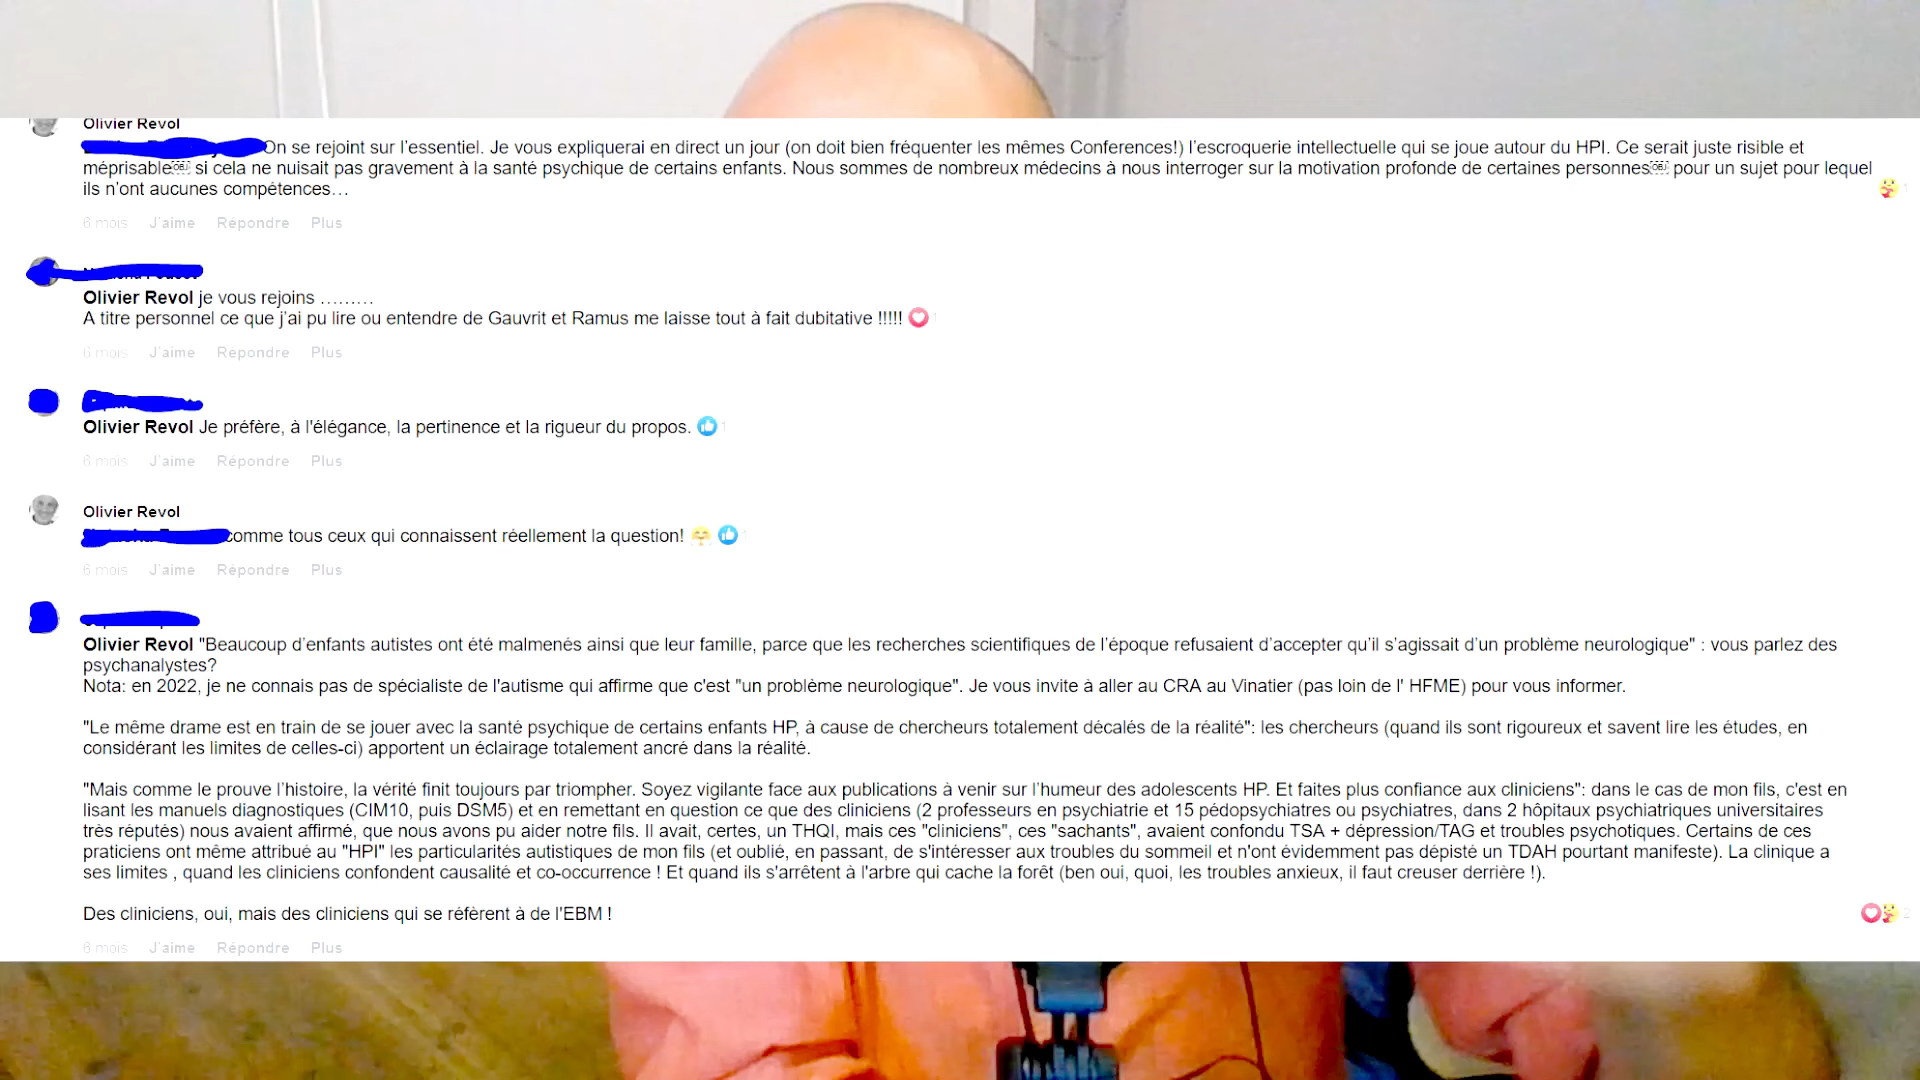 Olivier Revol
On se rejoint sur l'essentiel. Je vous expliquerai en direct un jour (on doit bien fréquenter les mêmes Conferences!) l'escroquerie intellectuelle qui se joue autour du HPI. Ce serait juste risible et
méprisable si cela ne nuisait pas gravement à la santé psychique de certains enfants. Nous sommes de nombreux médecins à nous interroger sur la motivation profonde de certaines personnes pour un sujet pour lequel
ils n'ont aucunes compétences…
6 mois J'aime Répondre Plus
Olivier Revol je vous rejoins ………
A titre personnel ce que j'ai pu lire ou entendre de Gauvrit et Ramus me laisse tout à fait dubitative !!!!!
6 mois J'aime Répondre Plus
Olivier Revol Je préfère, à l'élégance, la pertinence et la rigueur du propos. 1
6 mois J'aime Répondre Plus
Olivier Revol
comme tous ceux qui connaissent réellement la question!
6 mois J'aime Répondre Plus
Olivier Revol "Beaucoup d'enfants autistes ont été malmenés ainsi que leur famille, parce que les recherches scientifiques de l'époque refusaient d'accepter qu'il s'agissait d'un problème neurologique" : vous parlez des
psychanalystes?
Nota: en 2022, je ne connais pas de spécialiste de l'autisme qui affirme que c'est "un problème neurologique". Je vous invite à aller au CRA au Vinatier (pas loin de l' HFME) pour vous informer.
"Le même drame est en train de se jouer avec la santé psychique de certains enfants HP, à cause de chercheurs totalement décalés de la réalité": les chercheurs (quand ils sont rigoureux et savent lire les études, en
considérant les limites de celles-ci) apportent un éclairage totalement ancré dans la réalité.
"Mais comme le prouve l'histoire, la vérité finit toujours par triompher. Soyez vigilante face aux publications à venir sur l'humeur des adolescents HP. Et faites plus confiance aux cliniciens": dans le cas de mon fils, c'est en
lisant les manuels diagnostiques (CIM10, puis DSM5) et en remettant en question ce que des cliniciens (2 professeurs en psychiatrie et 15 pédopsychiatres ou psychiatres, dans 2 hôpitaux psychiatriques universitaires
très réputés) nous avaient affirmé, que nous avons pu aider notre fils. Il avait, certes, un THQI, mais ces "cliniciens", ces "sachants", avaient confondu TSA + dépression/TAG et troubles psychotiques. Certains de ces
praticiens ont même attribué au "HPI" les particularités autistiques de mon fils (et oublié, en passant, de s'intéresser aux troubles du sommeil et n'ont évidemment pas dépisté un TDAH pourtant manifeste). La clinique a
ses limites , quand les cliniciens confondent causalité et co-occurrence ! Et quand ils s'arrêtent à l'arbre qui cache la forêt (ben oui, quoi, les troubles anxieux, il faut creuser derrière !).
Des cliniciens, oui, mais des cliniciens qui se réfèrent à de l'EBM ! 2
6 mois J'aime Répondre Plus